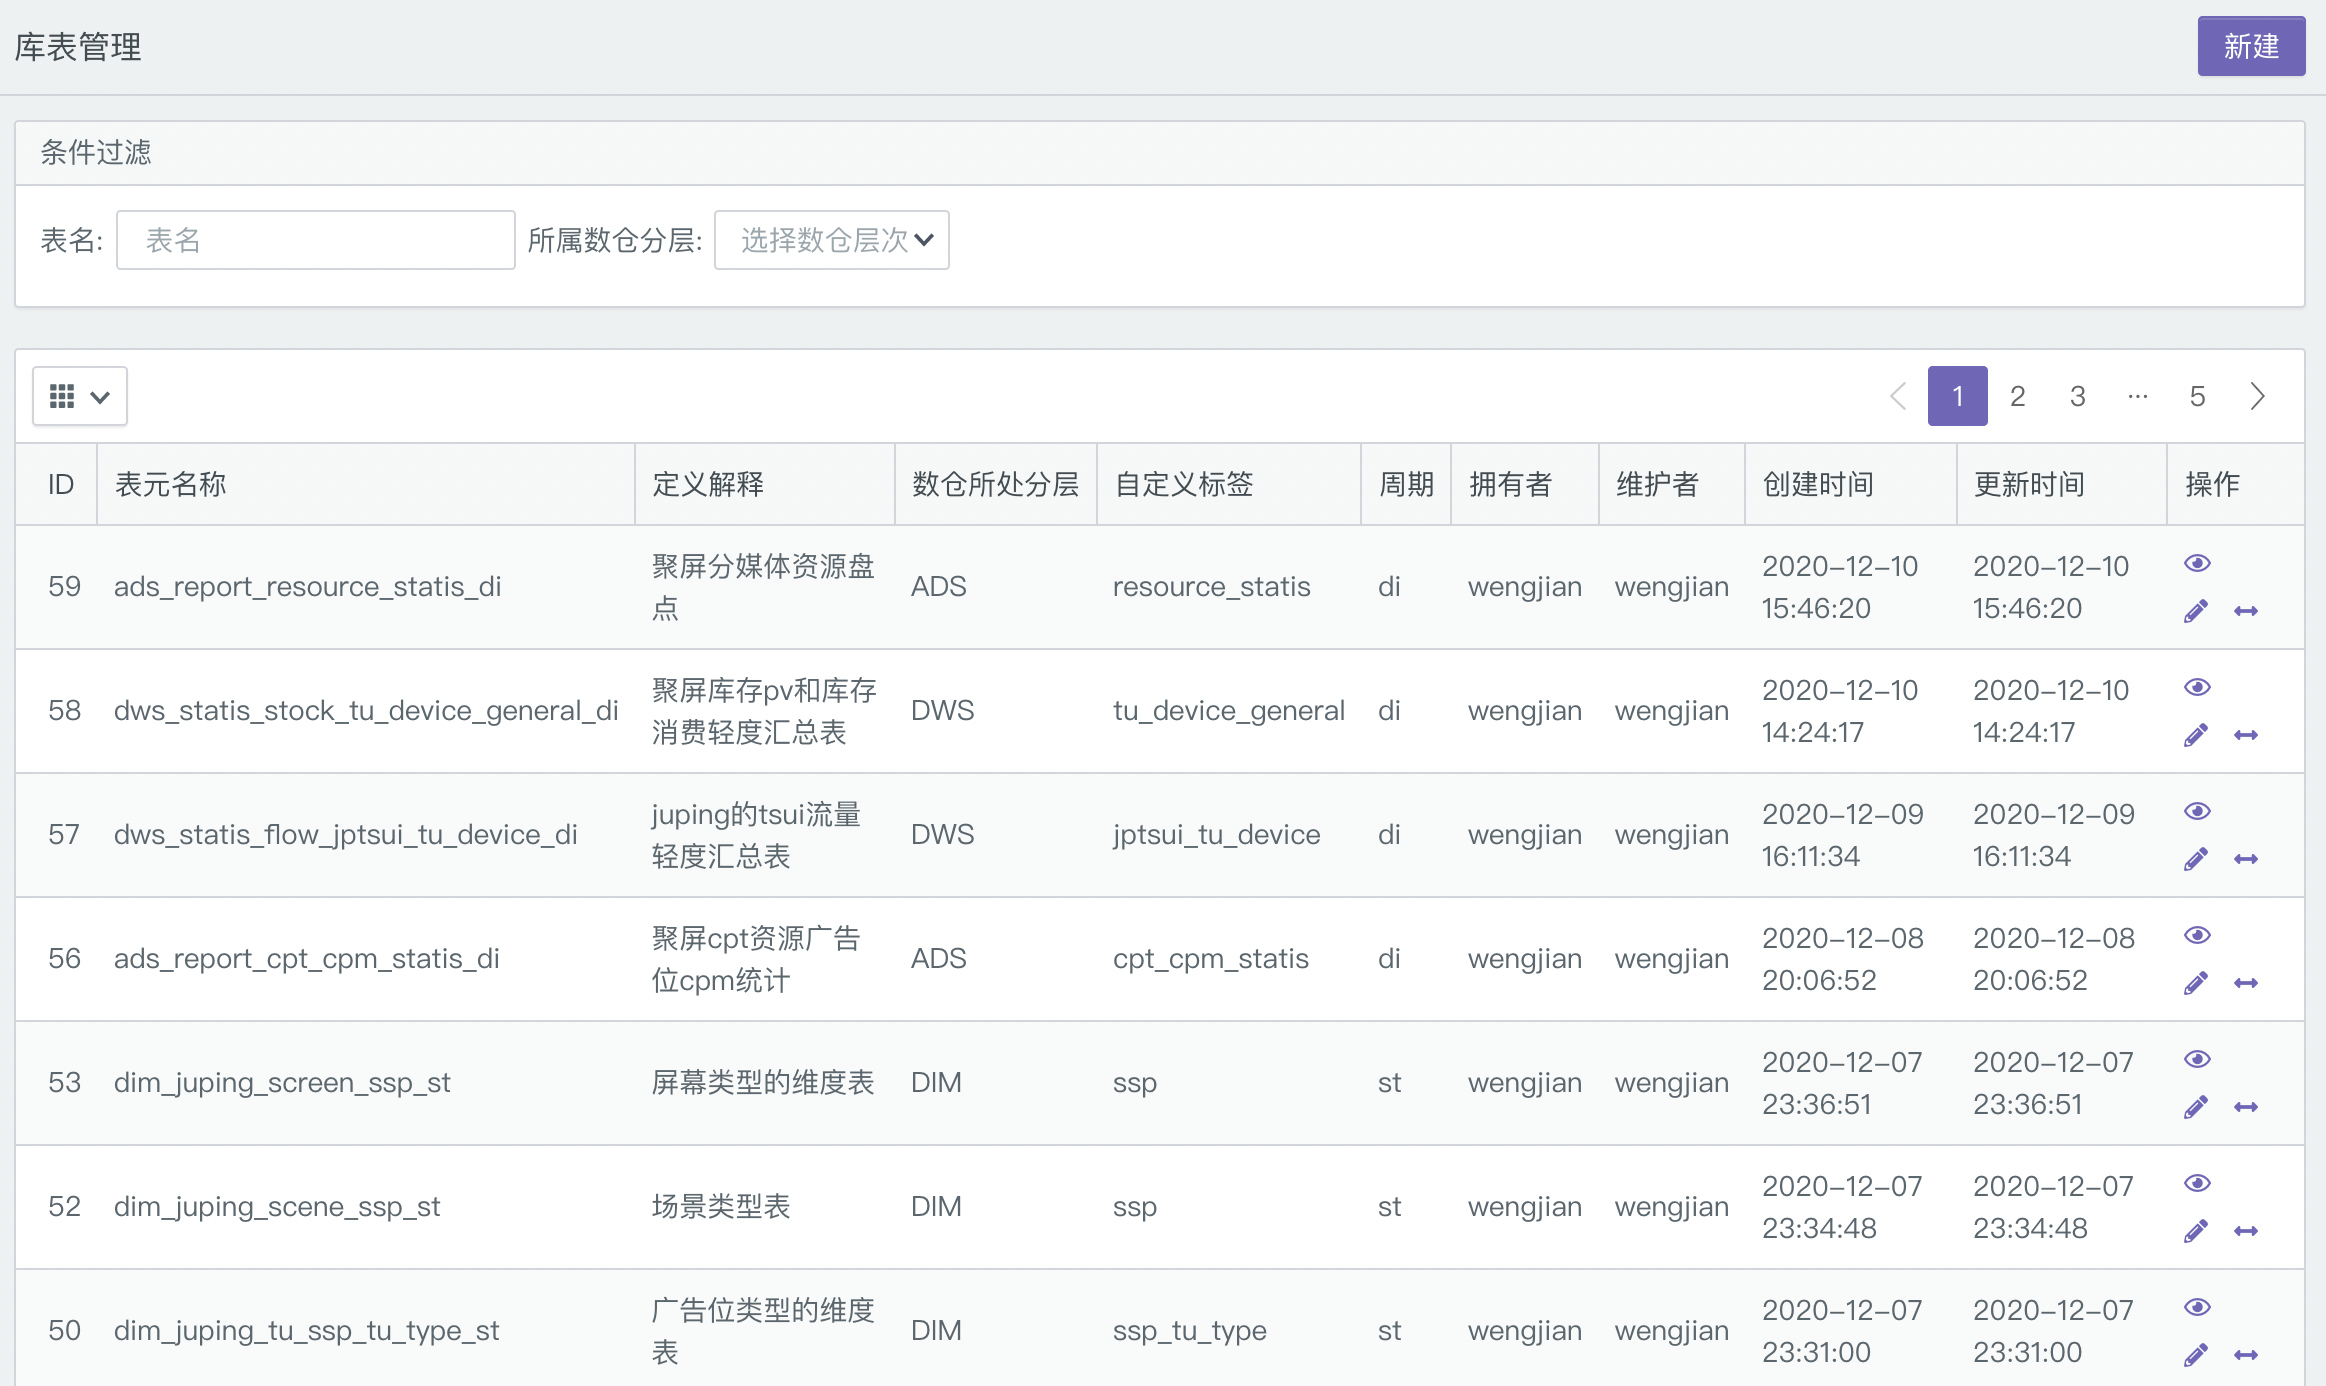 库表管理
新建
条件过滤
表名: 表名 所属数仓分层: 选择数仓层次
1 2 3 ··· 5
ID 表元名称 定义解释 数仓所处分层 自定义标签 周期 拥有者 维护者 创建时间 更新时间 操作
59 ads_report_resource_statis_di 聚屏分媒体资源盘点 ADS resource_statis di wengjian wengjian 2020-12-10 15:46:20 2020-12-10 15:46:20
58 dws_statis_stock_tu_device_general_di 聚屏库存pv和库存消费轻度汇总表 DWS tu_device_general di wengjian wengjian 2020-12-10 14:24:17 2020-12-10 14:24:17
57 dws_statis_flow_jptsui_tu_device_di juping的tsui流量轻度汇总表 DWS jptsui_tu_device di wengjian wengjian 2020-12-09 16:11:34 2020-12-09 16:11:34
56 ads_report_cpt_cpm_statis_di 聚屏cpt资源广告位cpm统计 ADS cpt_cpm_statis di wengjian wengjian 2020-12-08 20:06:52 2020-12-08 20:06:52
53 dim_juping_screen_ssp_st 屏幕类型的维度表 DIM ssp st wengjian wengjian 2020-12-07 23:36:51 2020-12-07 23:36:51
52 dim_juping_scene_ssp_st 场景类型表 DIM ssp st wengjian wengjian 2020-12-07 23:34:48 2020-12-07 23:34:48
50 dim_juping_tu_ssp_tu_type_st 广告位类型的维度表 DIM ssp_tu_type st wengjian wengjian 2020-12-07 23:31:00 2020-12-07 23:31:00